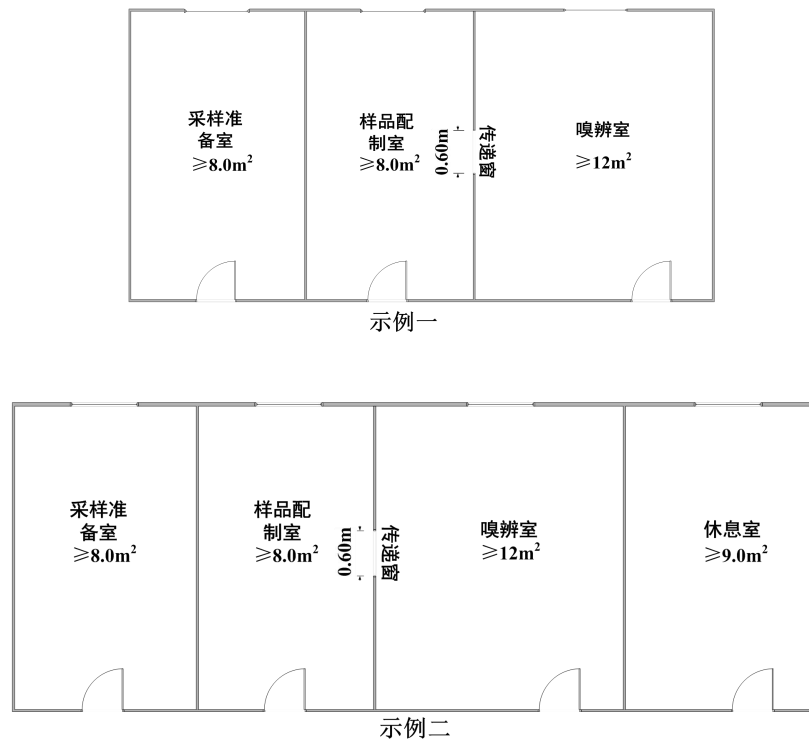 采样准
备室
≥8.0m²
样品配
制室
≥8.0m²
0.60m
传递窗
嗅辨室
≥12m²
示例一
采样准
备室
≥8.0m²
样品配
制室
≥8.0m²
0.60m
传递窗
嗅辨室
≥12m²
休息室
≥9.0m²
示例二